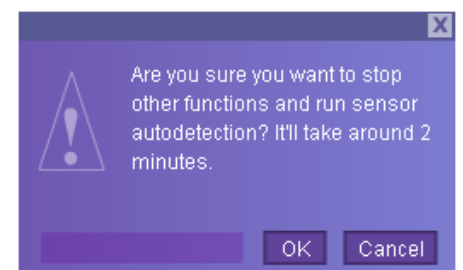 X
Are you sure you want to stop
other functions and run sensor
autodetection? It'll take around 2
minutes.
OK Cancel